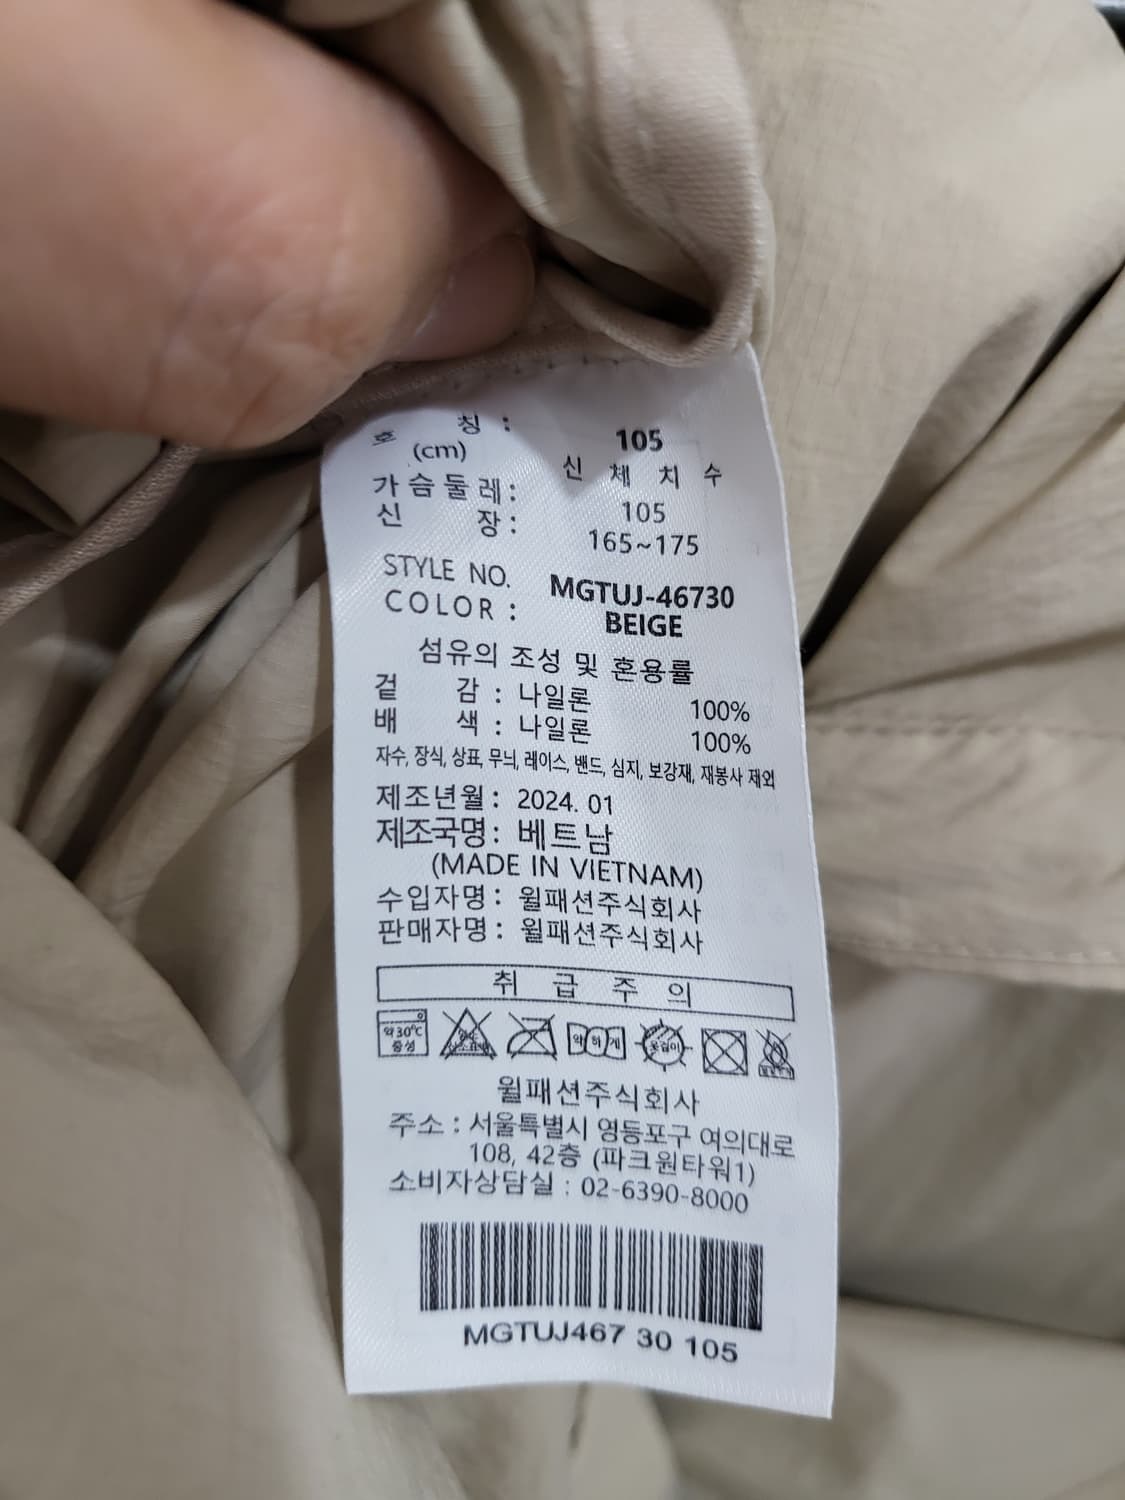 호 칭 : 105
(cm) 신 체 치 수
가슴둘레 : 105
신 장 : 165~175
STYLE NO. MGTUJ-46730
COLOR : BEIGE
섬유의 조성 및 혼용률
겉 감 : 나일론 100%
배 색 : 나일론 100%
자수, 장식, 상표, 무늬, 레이스, 밴드, 심지, 보강재, 재봉사 제외
제조년월 : 2024. 01
제조국명 : 베트남
(MADE IN VIETNAM)
수입자명 : 윌패션주식회사
판매자명 : 윌패션주식회사
취 급 주 의
약 30℃ 중성 약하게 옷걸이
윌패션주식회사
주소 : 서울특별시 영등포구 여의대로
108, 42층 (파크원타워1)
소비자상담실 : 02-6390-8000
MGTUJ467 30 105